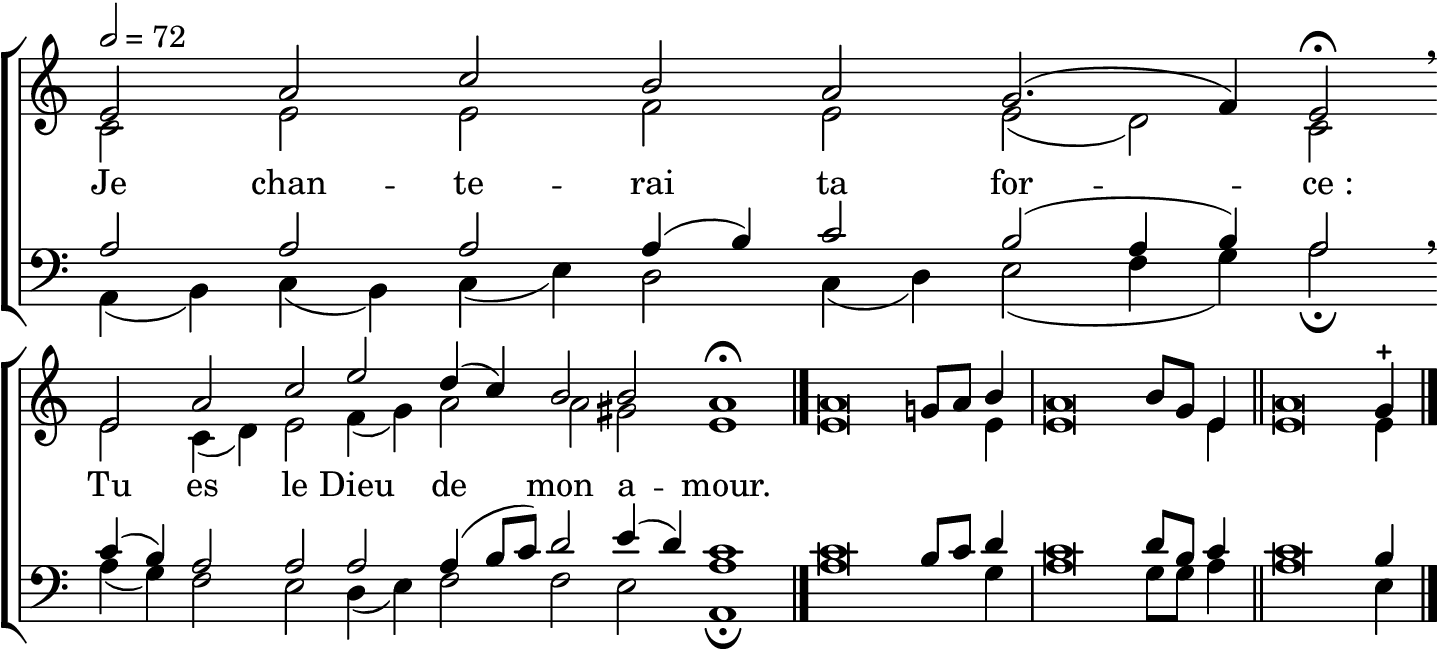 = 72
Je chan - te - rai ta for - - ce :
Tu es le Dieu de mon a - mour.